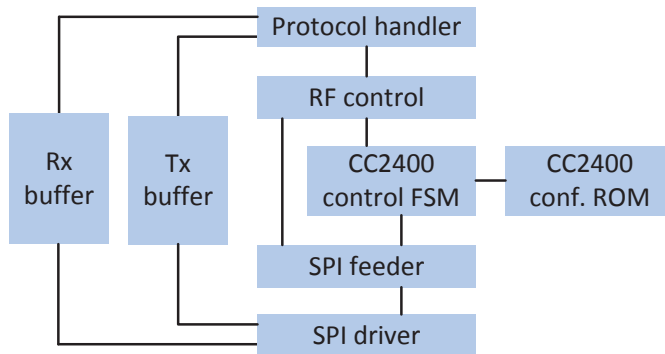 Protocol handler
RF control
Rx
buffer
Tx
buffer
CC2400
control FSM
CC2400
conf. ROM
SPI feeder
SPI driver